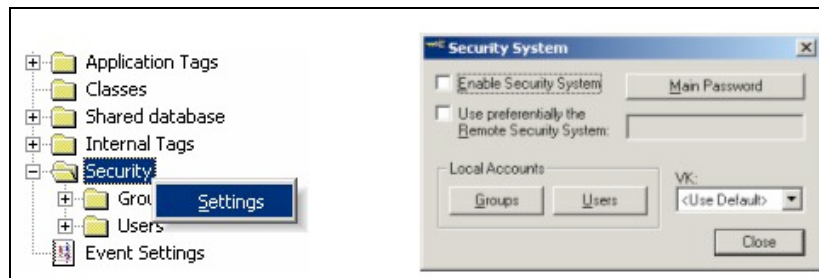 Application Tags
Classes
Shared database
Internal Tags
Security
Settings
Users
Event Settings
Security System
Enable Security System
Main Password
Use preferentially the
Remote Security System:
Local Accounts
Groups
Users
VK:
<Use Default>
Close